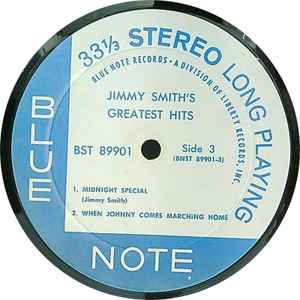 33⅓ STEREO LONG PLAYING
BLUE NOTE RECORDS • A DIVISION OF LIBERTY RECORDS, INC.
JIMMY SMITH'S
GREATEST HITS
BST 89901
Side 3
(BNST 89901-3)
1. MIDNIGHT SPECIAL
(Jimmy Smith)
2. WHEN JOHNNY COMES MARCHING HOME
BLUE
NOTE